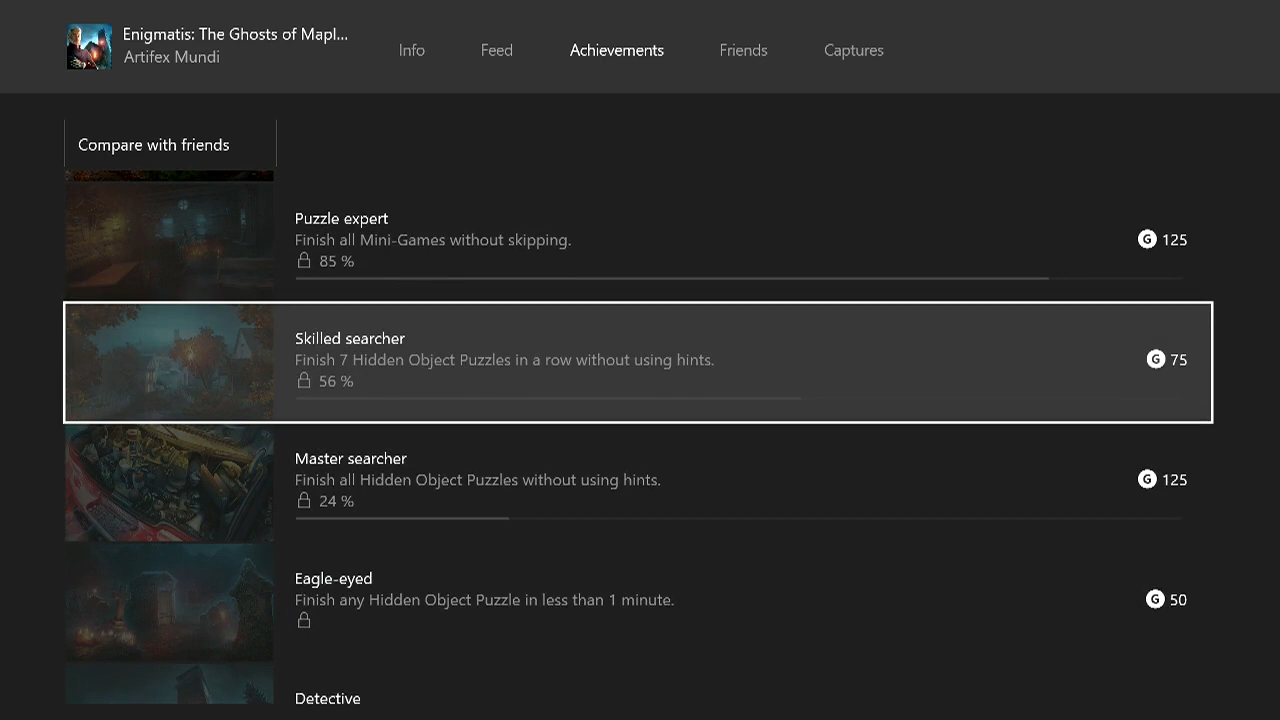 Enigmatis: The Ghosts of Mapl...
Artifex Mundi
Info
Feed
Achievements
Friends
Captures
Compare with friends
Puzzle expert
Finish all Mini-Games without skipping.
85 %
G 125
Skilled searcher
Finish 7 Hidden Object Puzzles in a row without using hints.
56 %
G 75
Master searcher
Finish all Hidden Object Puzzles without using hints.
24 %
G 125
Eagle-eyed
Finish any Hidden Object Puzzle in less than 1 minute.
G 50
Detective